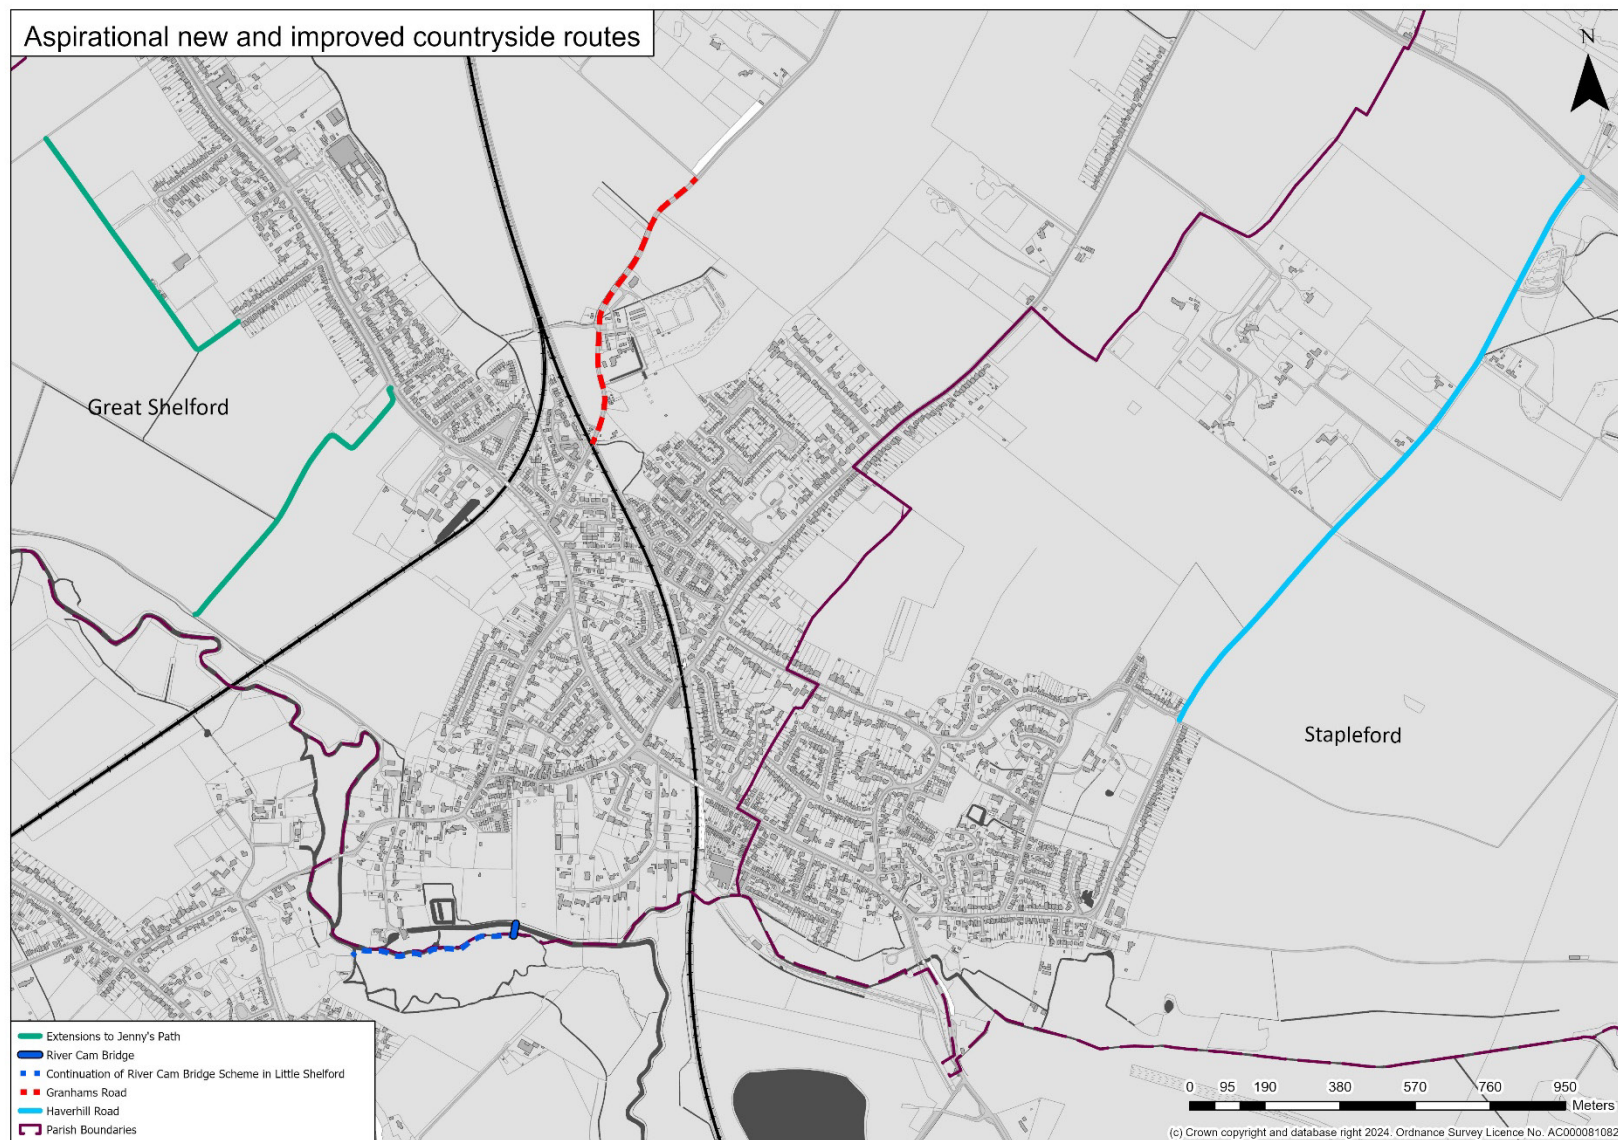 Aspirational new and improved countryside routes
N
Great Shelford
Stapleford
Extensions to Jenny's Path
River Cam Bridge
Continuation of River Cam Bridge Scheme in Little Shelford
Granhams Road
Haverhill Road
Parish Boundaries
0 95 190 380 570 760 950
Meters
(c) Crown copyright and database right 2024. Ordnance Survey Licence No. AC000081082